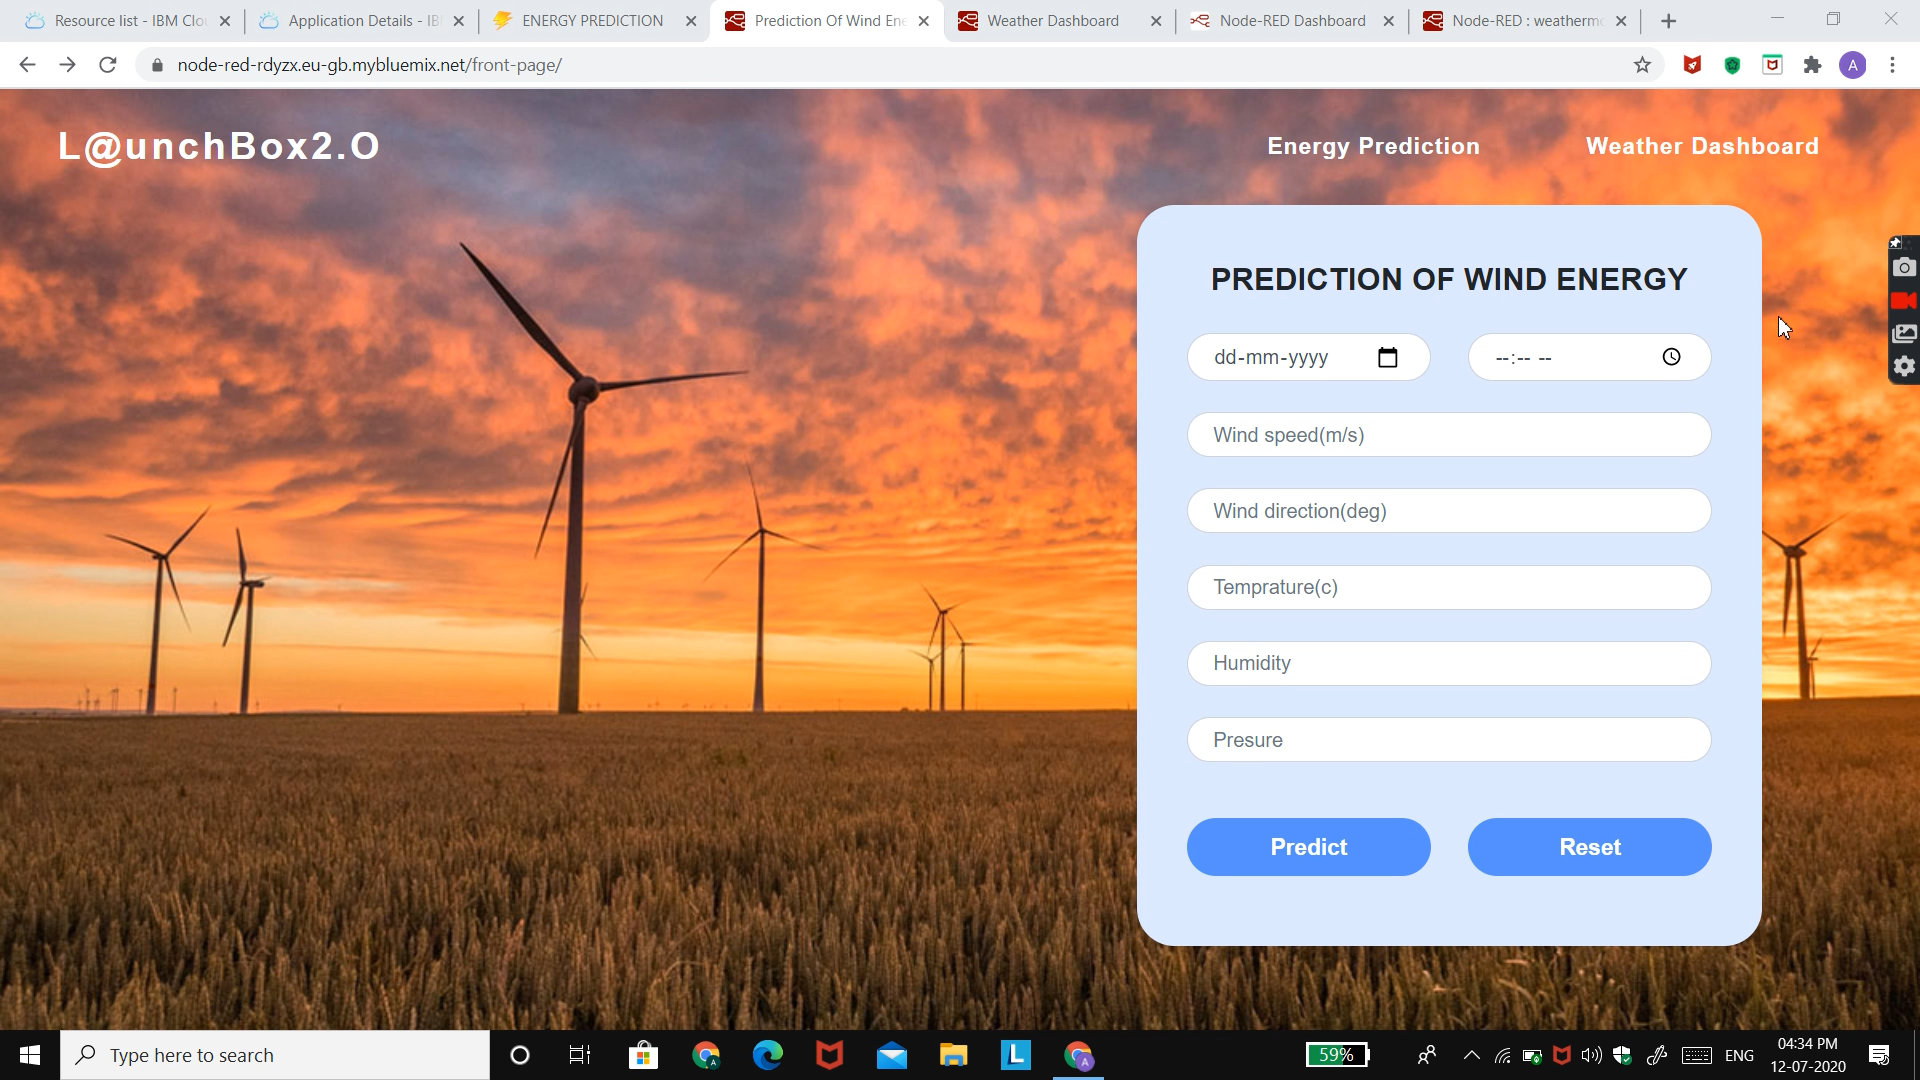 Resource list - IBM Clo
Application Details - IB
ENERGY PREDICTION
Prediction Of Wind Ene
Weather Dashboard
Node-RED Dashboard
Node-RED : weatherm
node-red-rdyzx.eu-gb.mybluemix.net/front-page/
A
L@unchBox2.O
Energy Prediction
Weather Dashboard
PREDICTION OF WIND ENERGY
dd-mm-yyyy
--:-- --
Wind speed(m/s)
Wind direction(deg)
Temprature(c)
Humidity
Presure
Predict
Reset
Type here to search
A
L
A
59%
ENG
04:34 PM
12-07-2020